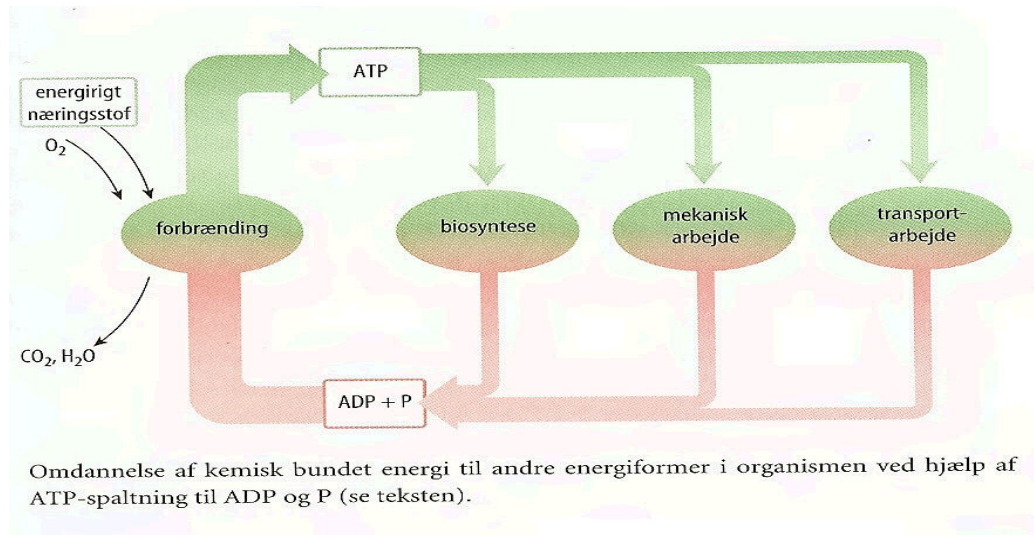 ATP
energirigt
næringsstof
O₂
forbrænding
biosyntese
mekanisk
arbejde
transport-
arbejde
CO₂, H₂O
ADP + P
Omdannelse af kemisk bundet energi til andre energiformer i organismen ved hjælp af
ATP-spaltning til ADP og P (se teksten).